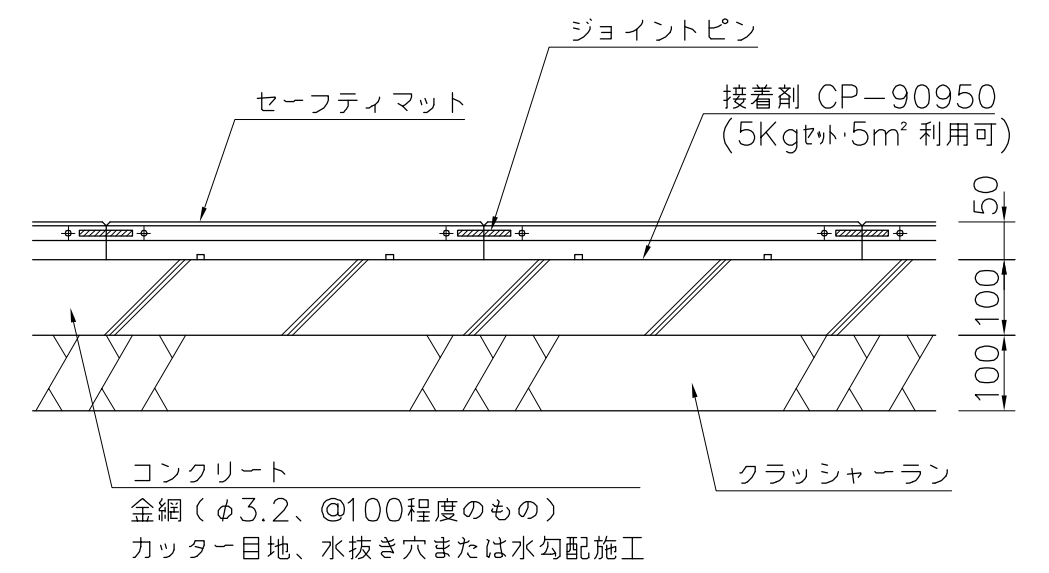 ジョイントピン
セーフティマット
接着剤 CP−90950
(5Kgｾｯﾄ･5m² 利用可)
50
100
100
コンクリート
金網(φ3.2、@100程度のもの)
カッター目地、水抜き穴または水勾配施工
クラッシャーラン